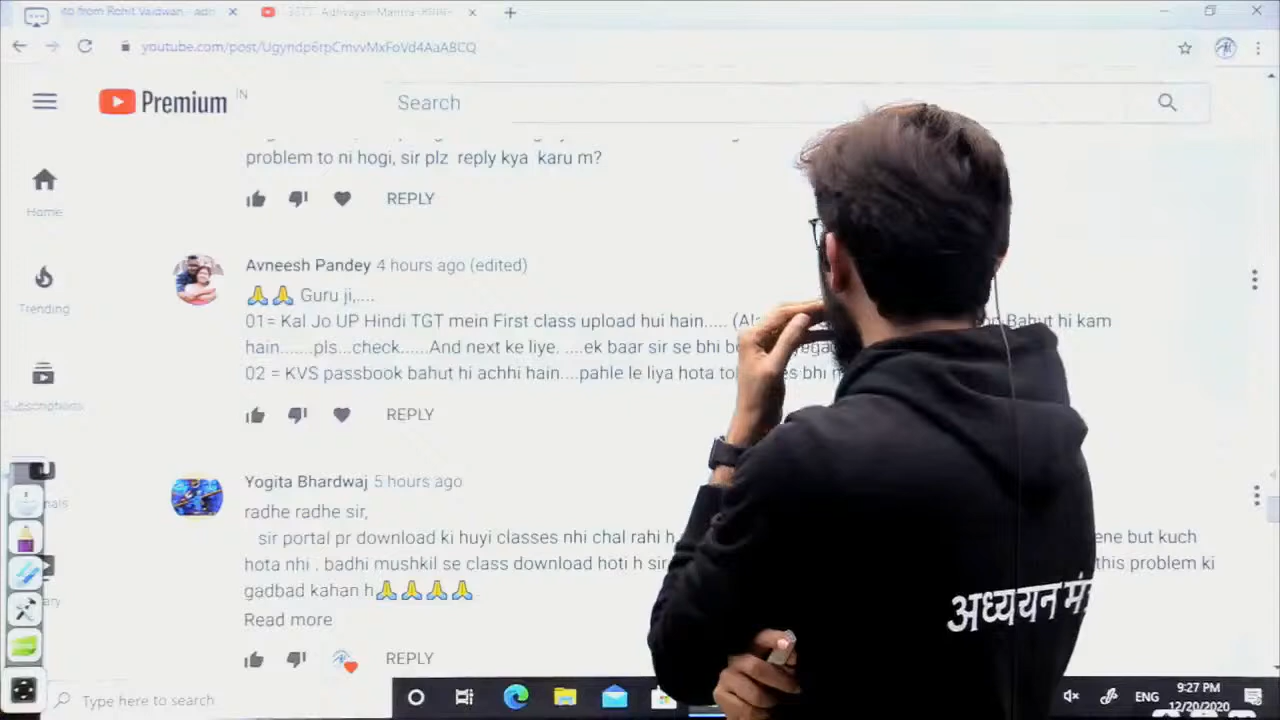 to from Rohit Vaidwan - adh
youtube.com/post/Ugyndp6rpCmvvMxFoVd4AaABCQ
Premium IN
Search
problem to ni hogi, sir plz reply kya karu m?
REPLY
Home
Avneesh Pandey 4 hours ago (edited)
🙏🙏 Guru ji,....
Trending
01= Kal Jo UP Hindi TGT mein First class upload hui hain..... Bahut hi kam
hain.......pls...check......And next ke liye. ....ek baar sir se bhi
02 = KVS passbook bahut hi achhi hain....pahle le liya hota bhi
Subscriptions
REPLY
Yogita Bhardwaj 5 hours ago
radhe radhe sir,
sir portal pr download ki huyi classes nhi chal rahi but kuch
hota nhi . badhi mushkil se class download hoti h sir this problem ki
gadbad kahan h🙏🙏🙏🙏
Read more
REPLY
अध्ययन
Type here to search
ENG
9:27 PM
12/20/2020